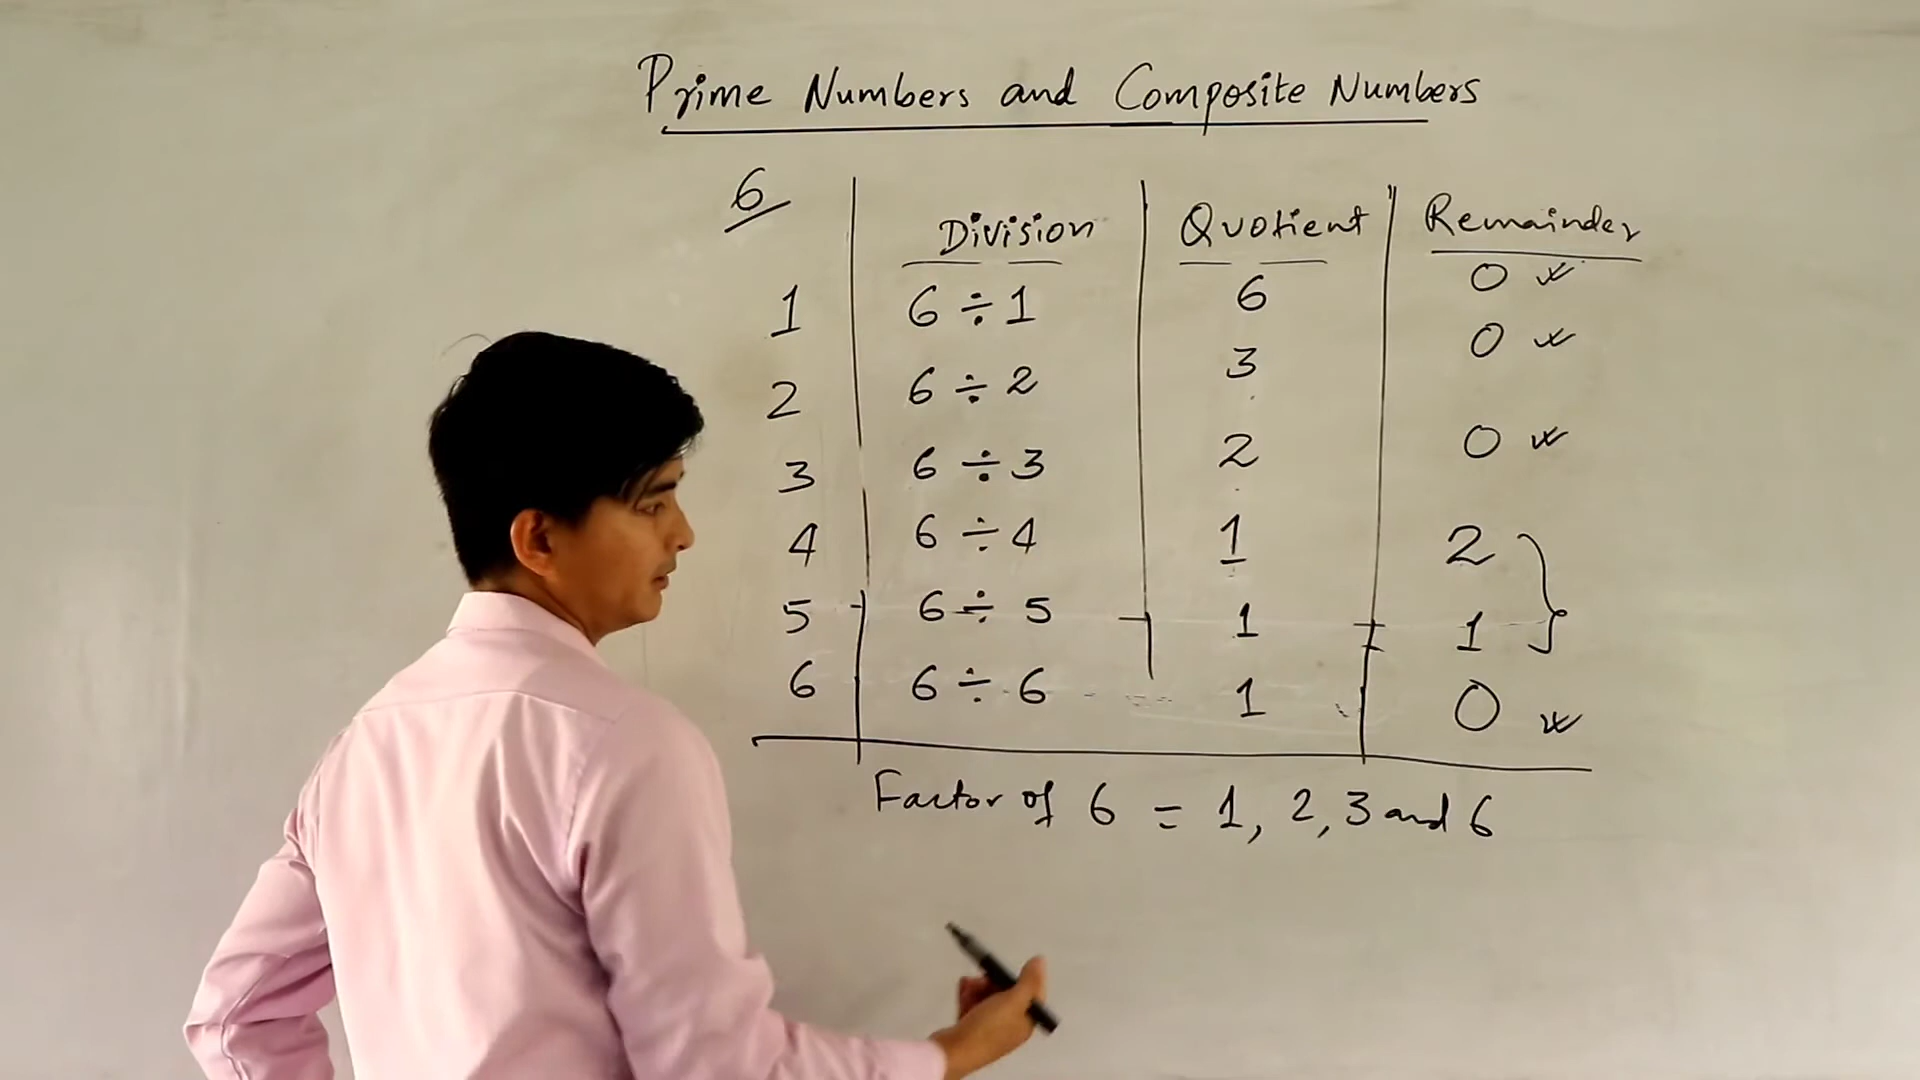 Prime Numbers and Composite Numbers
6 Division Quotient Remainder
1 6 ÷ 1 6 0
2 6 ÷ 2 3 0
3 6 ÷ 3 2 0
4 6 ÷ 4 1 2
5 6 ÷ 5 1 1
6 6 ÷ 6 1 0
Factor of 6 = 1, 2, 3 and 6